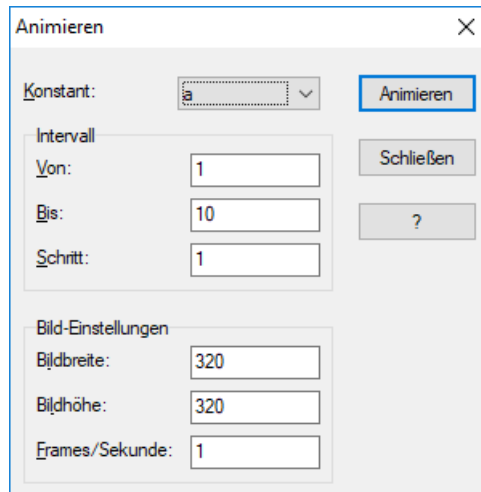 Animieren
Konstant: a
Animieren
Intervall
Von: 1
Schließen
Bis: 10
?
Schritt: 1
Bild-Einstellungen
Bildbreite: 320
Bildhöhe: 320
Frames/Sekunde: 1